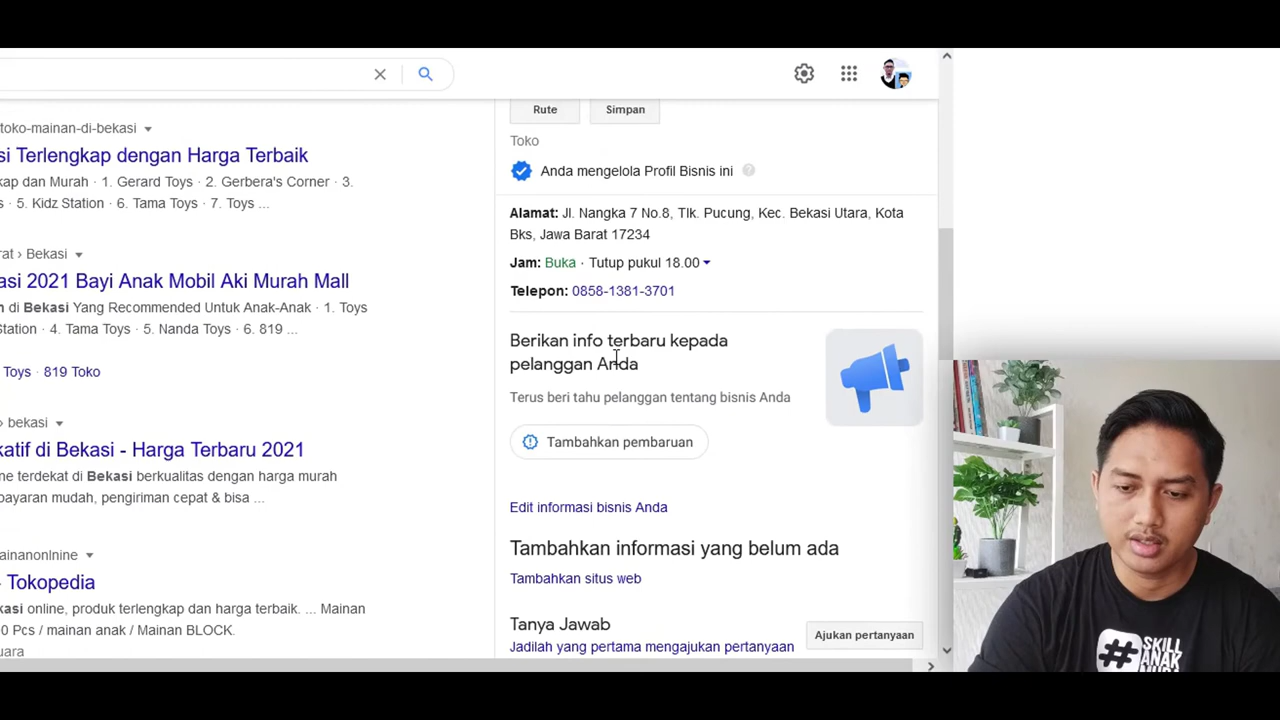 toko-mainan-di-bekasi
si Terlengkap dengan Harga Terbaik
kap dan Murah · 1. Gerard Toys · 2. Gerbera's Corner · 3.
· 5. Kidz Station · 6. Tama Toys · 7. Toys ...
rat › Bekasi
asi 2021 Bayi Anak Mobil Aki Murah Mall
n di Bekasi Yang Recommended Untuk Anak-Anak · 1. Toys
Station · 4. Tama Toys · 5. Nanda Toys · 6. 819 ...
Toys · 819 Toko
› bekasi
katif di Bekasi - Harga Terbaru 2021
ne terdekat di Bekasi berkualitas dengan harga murah
bayaran mudah, pengiriman cepat & bisa ...
ainanonlnine
- Tokopedia
kasi online, produk terlengkap dan harga terbaik. ... Mainan
0 Pcs / mainan anak / Mainan BLOCK.
uara
Rute
Simpan
Toko
Anda mengelola Profil Bisnis ini
Alamat: Jl. Nangka 7 No.8, Tlk. Pucung, Kec. Bekasi Utara, Kota
Bks, Jawa Barat 17234
Jam: Buka · Tutup pukul 18.00
Telepon: 0858-1381-3701
Berikan info terbaru kepada
pelanggan Anda
Terus beri tahu pelanggan tentang bisnis Anda
Tambahkan pembaruan
Edit informasi bisnis Anda
Tambahkan informasi yang belum ada
Tambahkan situs web
Tanya Jawab
Ajukan pertanyaan
Jadilah yang pertama mengajukan pertanyaan
# SKILL
ANAK
MUDA